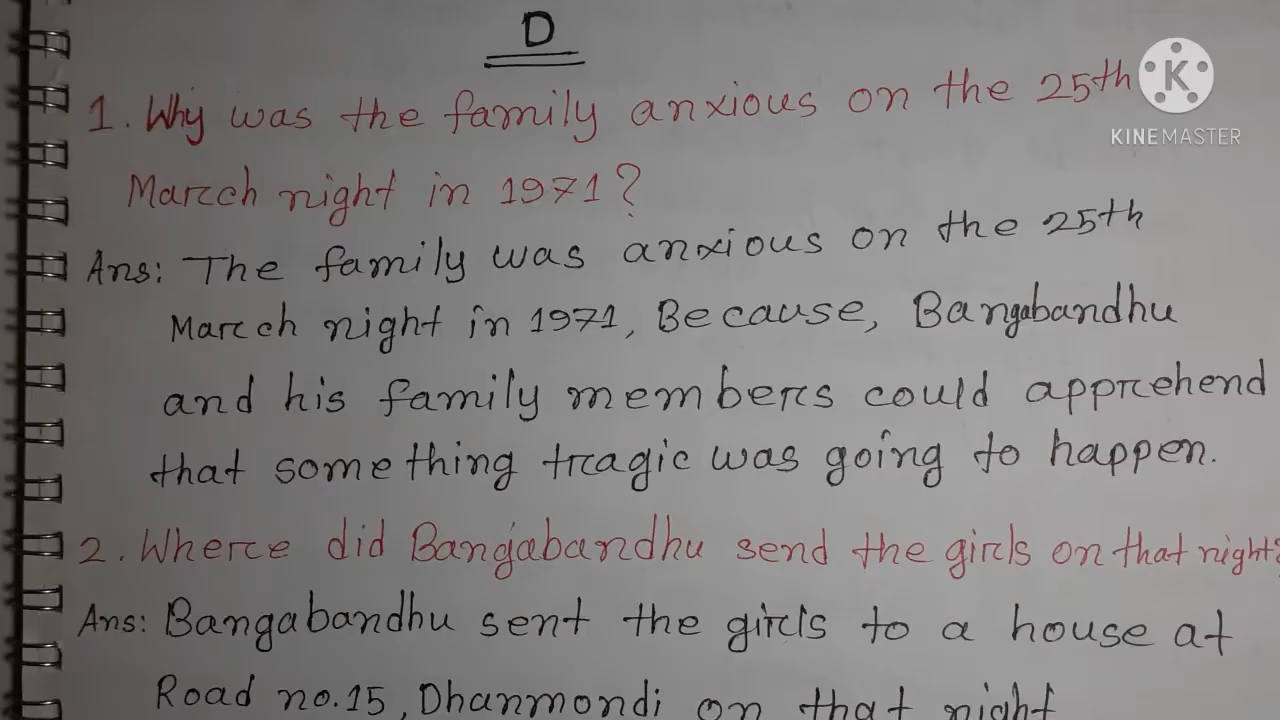 D
1. Why was the family anxious on the 25th
March night in 1971?
Ans: The family was anxious on the 25th
March night in 1971, Because, Bangabandhu
and his family members could apprehend
that something tragic was going to happen.
2. Where did Bangabandhu send the girls on that night?
Ans: Bangabandhu sent the girls to a house at
Road no.15, Dhanmondi on that night
K
KINEMASTER